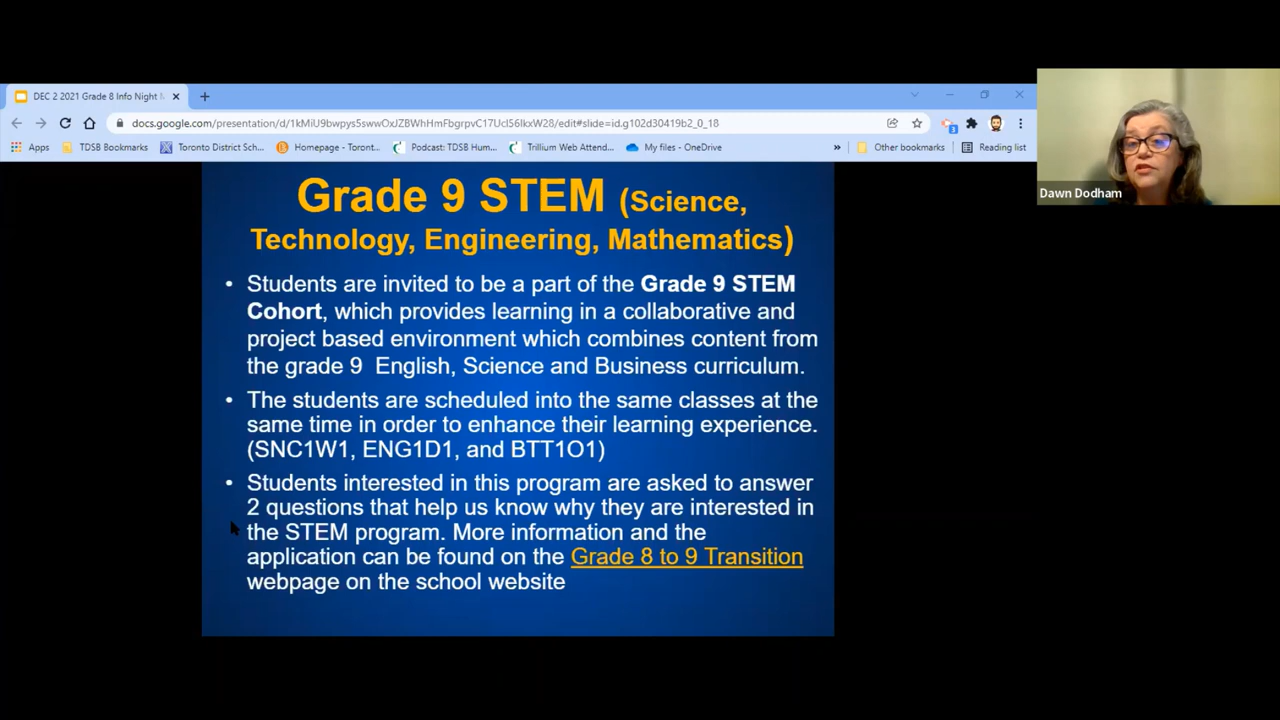 DEC 2 2021 Grade 8 Info Night
docs.google.com/presentation/d/1kMiU9bwpys5swwOxJZBWhHmFbgrpvC17UcI56IkxW28/edit#slide=id.g102d30419b2_0_18
3
Apps TDSB Bookmarks Toronto District Sch... Homepage - Toront... Podcast: TDSB Hum... Trillium Web Attend... My files - OneDrive » Other bookmarks Reading list
Dawn Dodham
Grade 9 STEM (Science,
Technology, Engineering, Mathematics)
• Students are invited to be a part of the Grade 9 STEM
Cohort, which provides learning in a collaborative and
project based environment which combines content from
the grade 9 English, Science and Business curriculum.
• The students are scheduled into the same classes at the
same time in order to enhance their learning experience.
(SNC1W1, ENG1D1, and BTT1O1)
• Students interested in this program are asked to answer
2 questions that help us know why they are interested in
the STEM program. More information and the
application can be found on the Grade 8 to 9 Transition
webpage on the school website